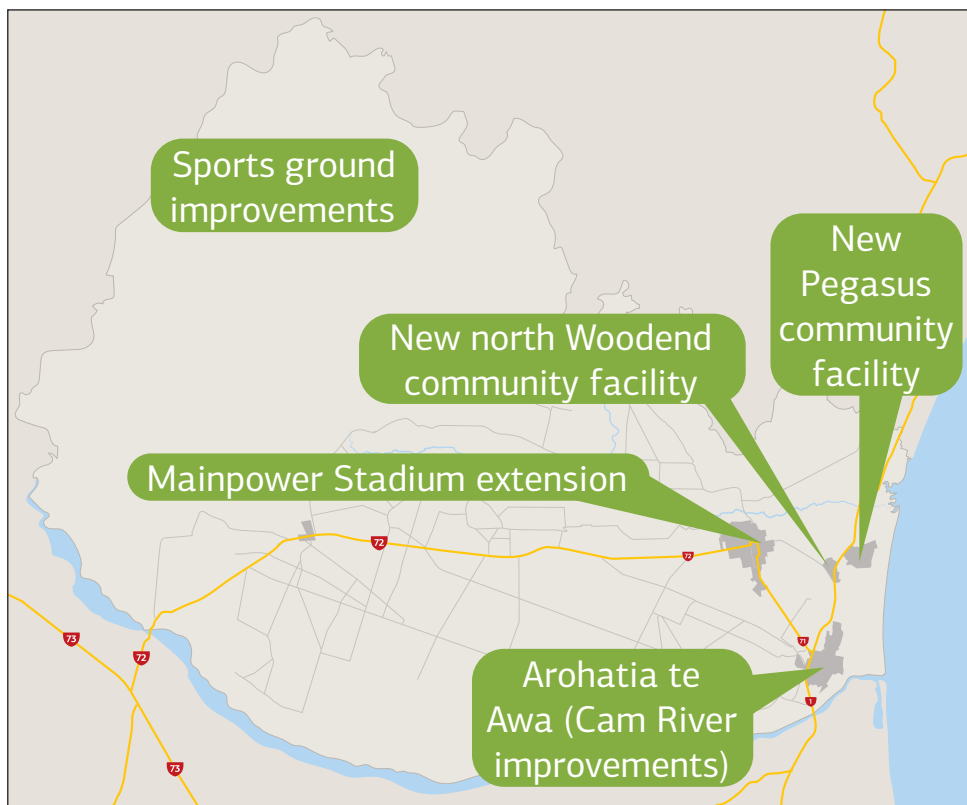 Sports ground
improvements
New
Pegasus
community
facility
New north Woodend
community facility
Mainpower Stadium extension
72
72
72
71
73
72
Arohatia te
Awa (Cam River
improvements)
1
73